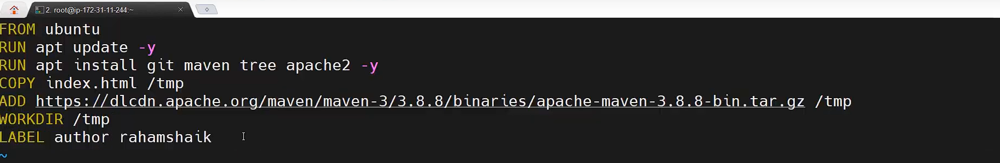 2. root@ip-172-31-11-244:~
FROM ubuntu
RUN apt update -y
RUN apt install git maven tree apache2 -y
COPY index.html /tmp
ADD https://dlcdn.apache.org/maven/maven-3/3.8.8/binaries/apache-maven-3.8.8-bin.tar.gz /tmp
WORKDIR /tmp
LABEL author rahamshaik
~